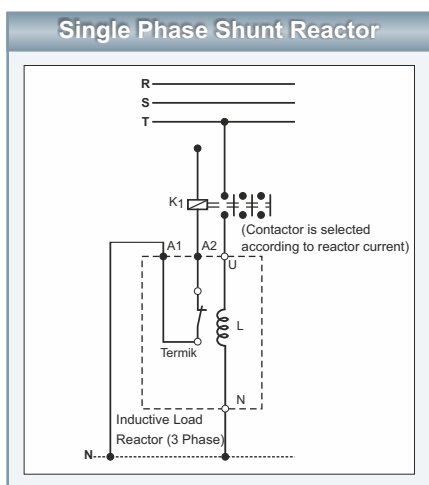 Single Phase Shunt Reactor
R
S
T
K1
(Contactor is selected
according to reactor current)
A1
A2
U
L
Termik
N
Inductive Load
Reactor (3 Phase)
N